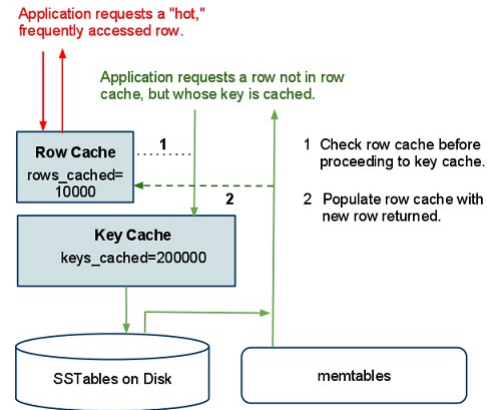 Application requests a "hot,"
frequently accessed row.
Application requests a row not in row
cache, but whose key is cached.
1
Row Cache
rows_cached=
10000
1 Check row cache before
proceeding to key cache.
2
2 Populate row cache with
new row returned.
Key Cache
keys_cached=200000
SSTables on Disk
memtables